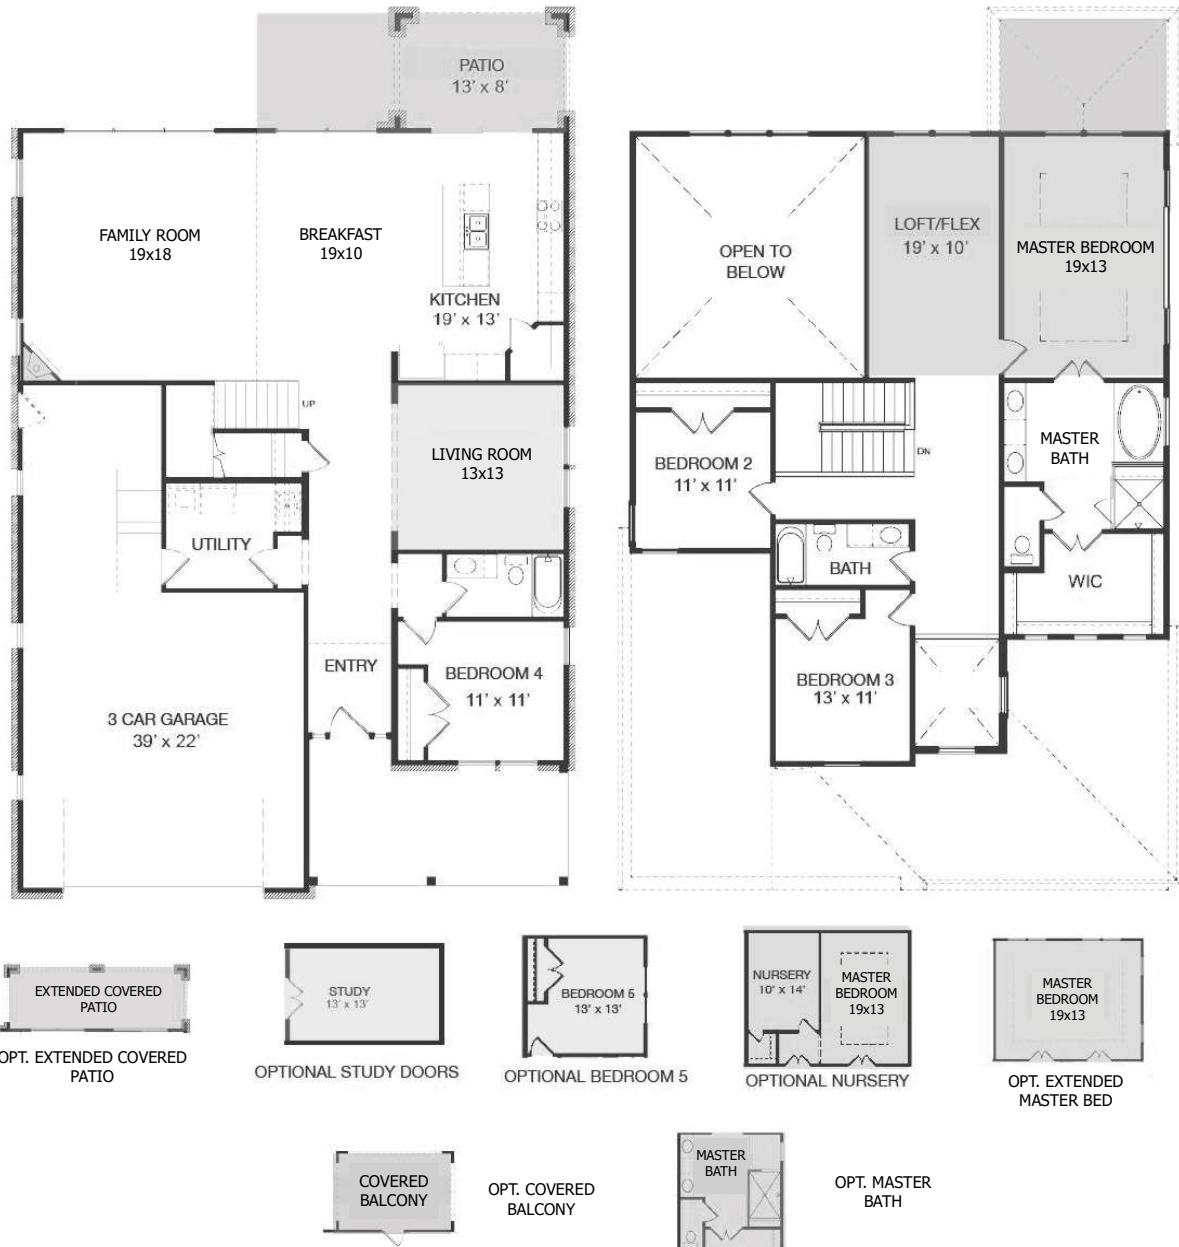 PATIO
13' x 8'
FAMILY ROOM
19x18
BREAKFAST
19x10
KITCHEN
19' x 13'
UP
LIVING ROOM
13x13
UTILITY
ENTRY
BEDROOM 4
11' x 11'
3 CAR GARAGE
39' x 22'
OPEN TO
BELOW
LOFT/FLEX
19' x 10'
MASTER BEDROOM
19x13
BEDROOM 2
11' x 11'
DN
MASTER
BATH
BATH
WIC
BEDROOM 3
13' x 11'
EXTENDED COVERED
PATIO
OPT. EXTENDED COVERED
PATIO
STUDY
13' x 13'
OPTIONAL STUDY DOORS
BEDROOM 5
13' x 13'
OPTIONAL BEDROOM 5
NURSERY
10' x 14'
MASTER
BEDROOM
19x13
OPTIONAL NURSERY
MASTER
BEDROOM
19x13
OPT. EXTENDED
MASTER BED
COVERED
BALCONY
OPT. COVERED
BALCONY
MASTER
BATH
OPT. MASTER
BATH